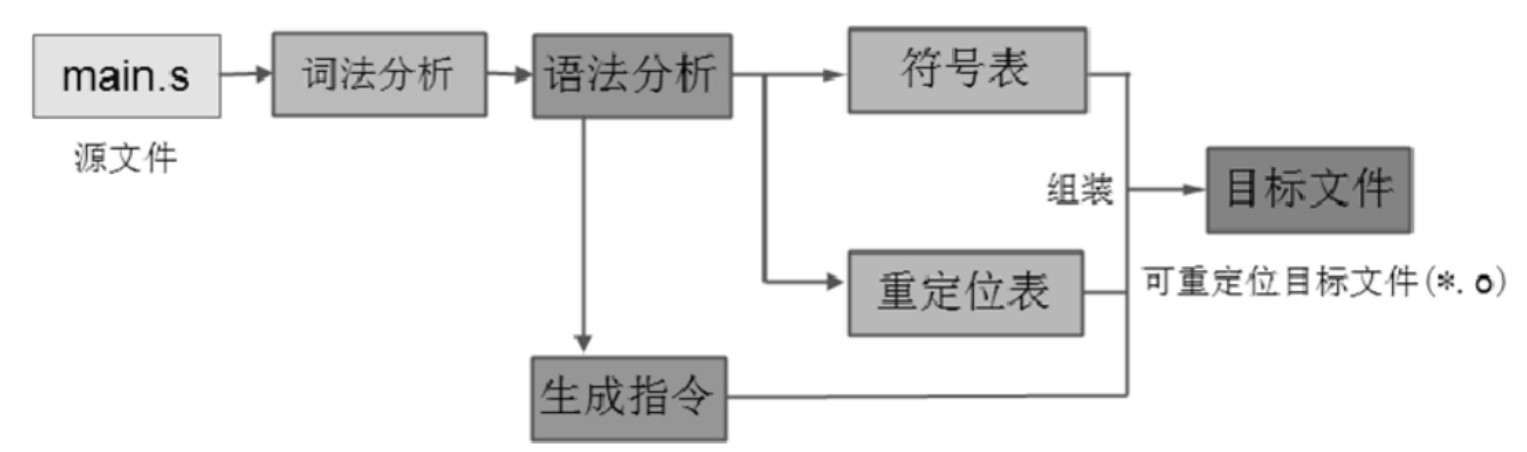 main.s
源文件
词法分析
语法分析
符号表
重定位表
生成指令
组装
目标文件
可重定位目标文件(*.o)